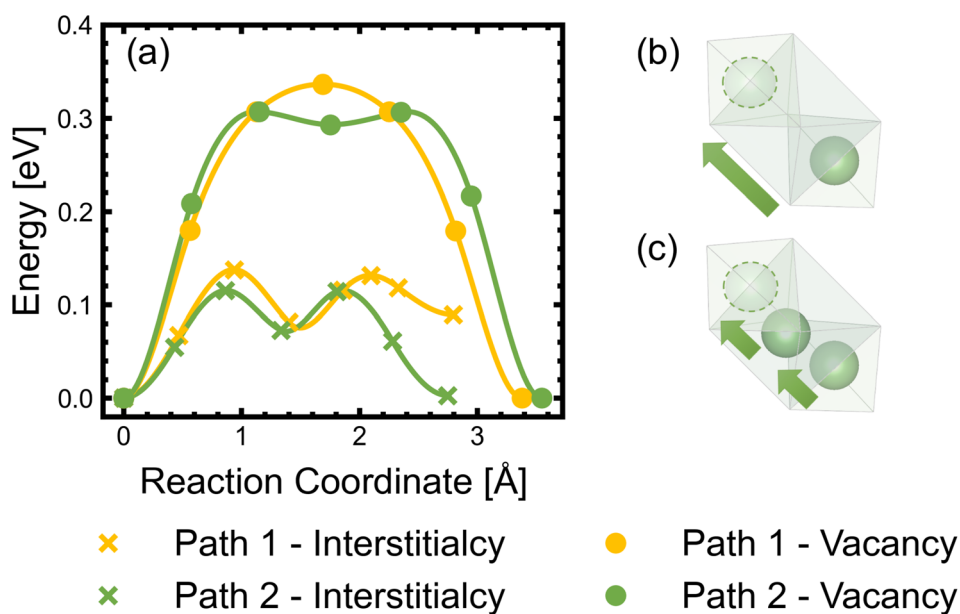 (a)
(b)
(c)
Energy [eV]
0.4
0.3
0.2
0.1
0.0
0 1 2 3
Reaction Coordinate [Å]
Path 1 - Interstitialcy
Path 1 - Vacancy
Path 2 - Interstitialcy
Path 2 - Vacancy